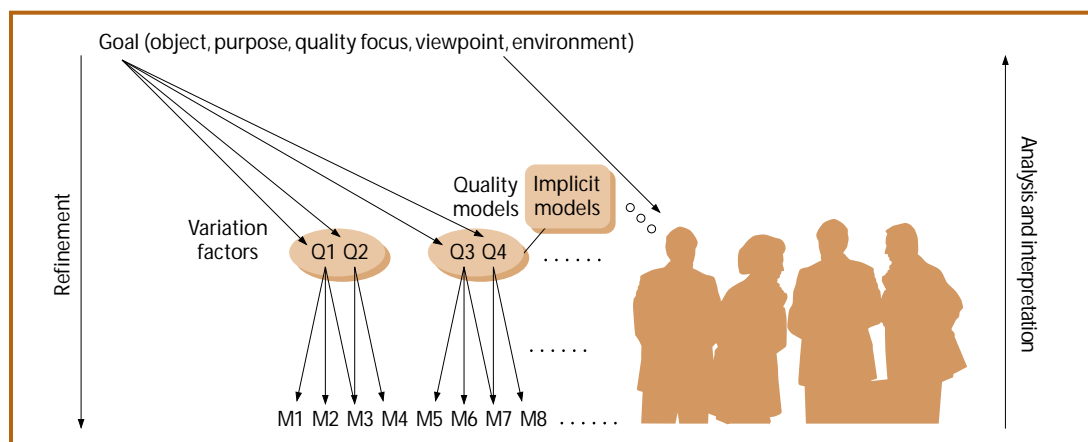 Goal (object, purpose, quality focus, viewpoint, environment)
Refinement
Analysis and interpretation
Quality
models
Implicit
models
Variation
factors
Q1 Q2
Q3 Q4
......
......
M1 M2 M3 M4 M5 M6 M7 M8 ......